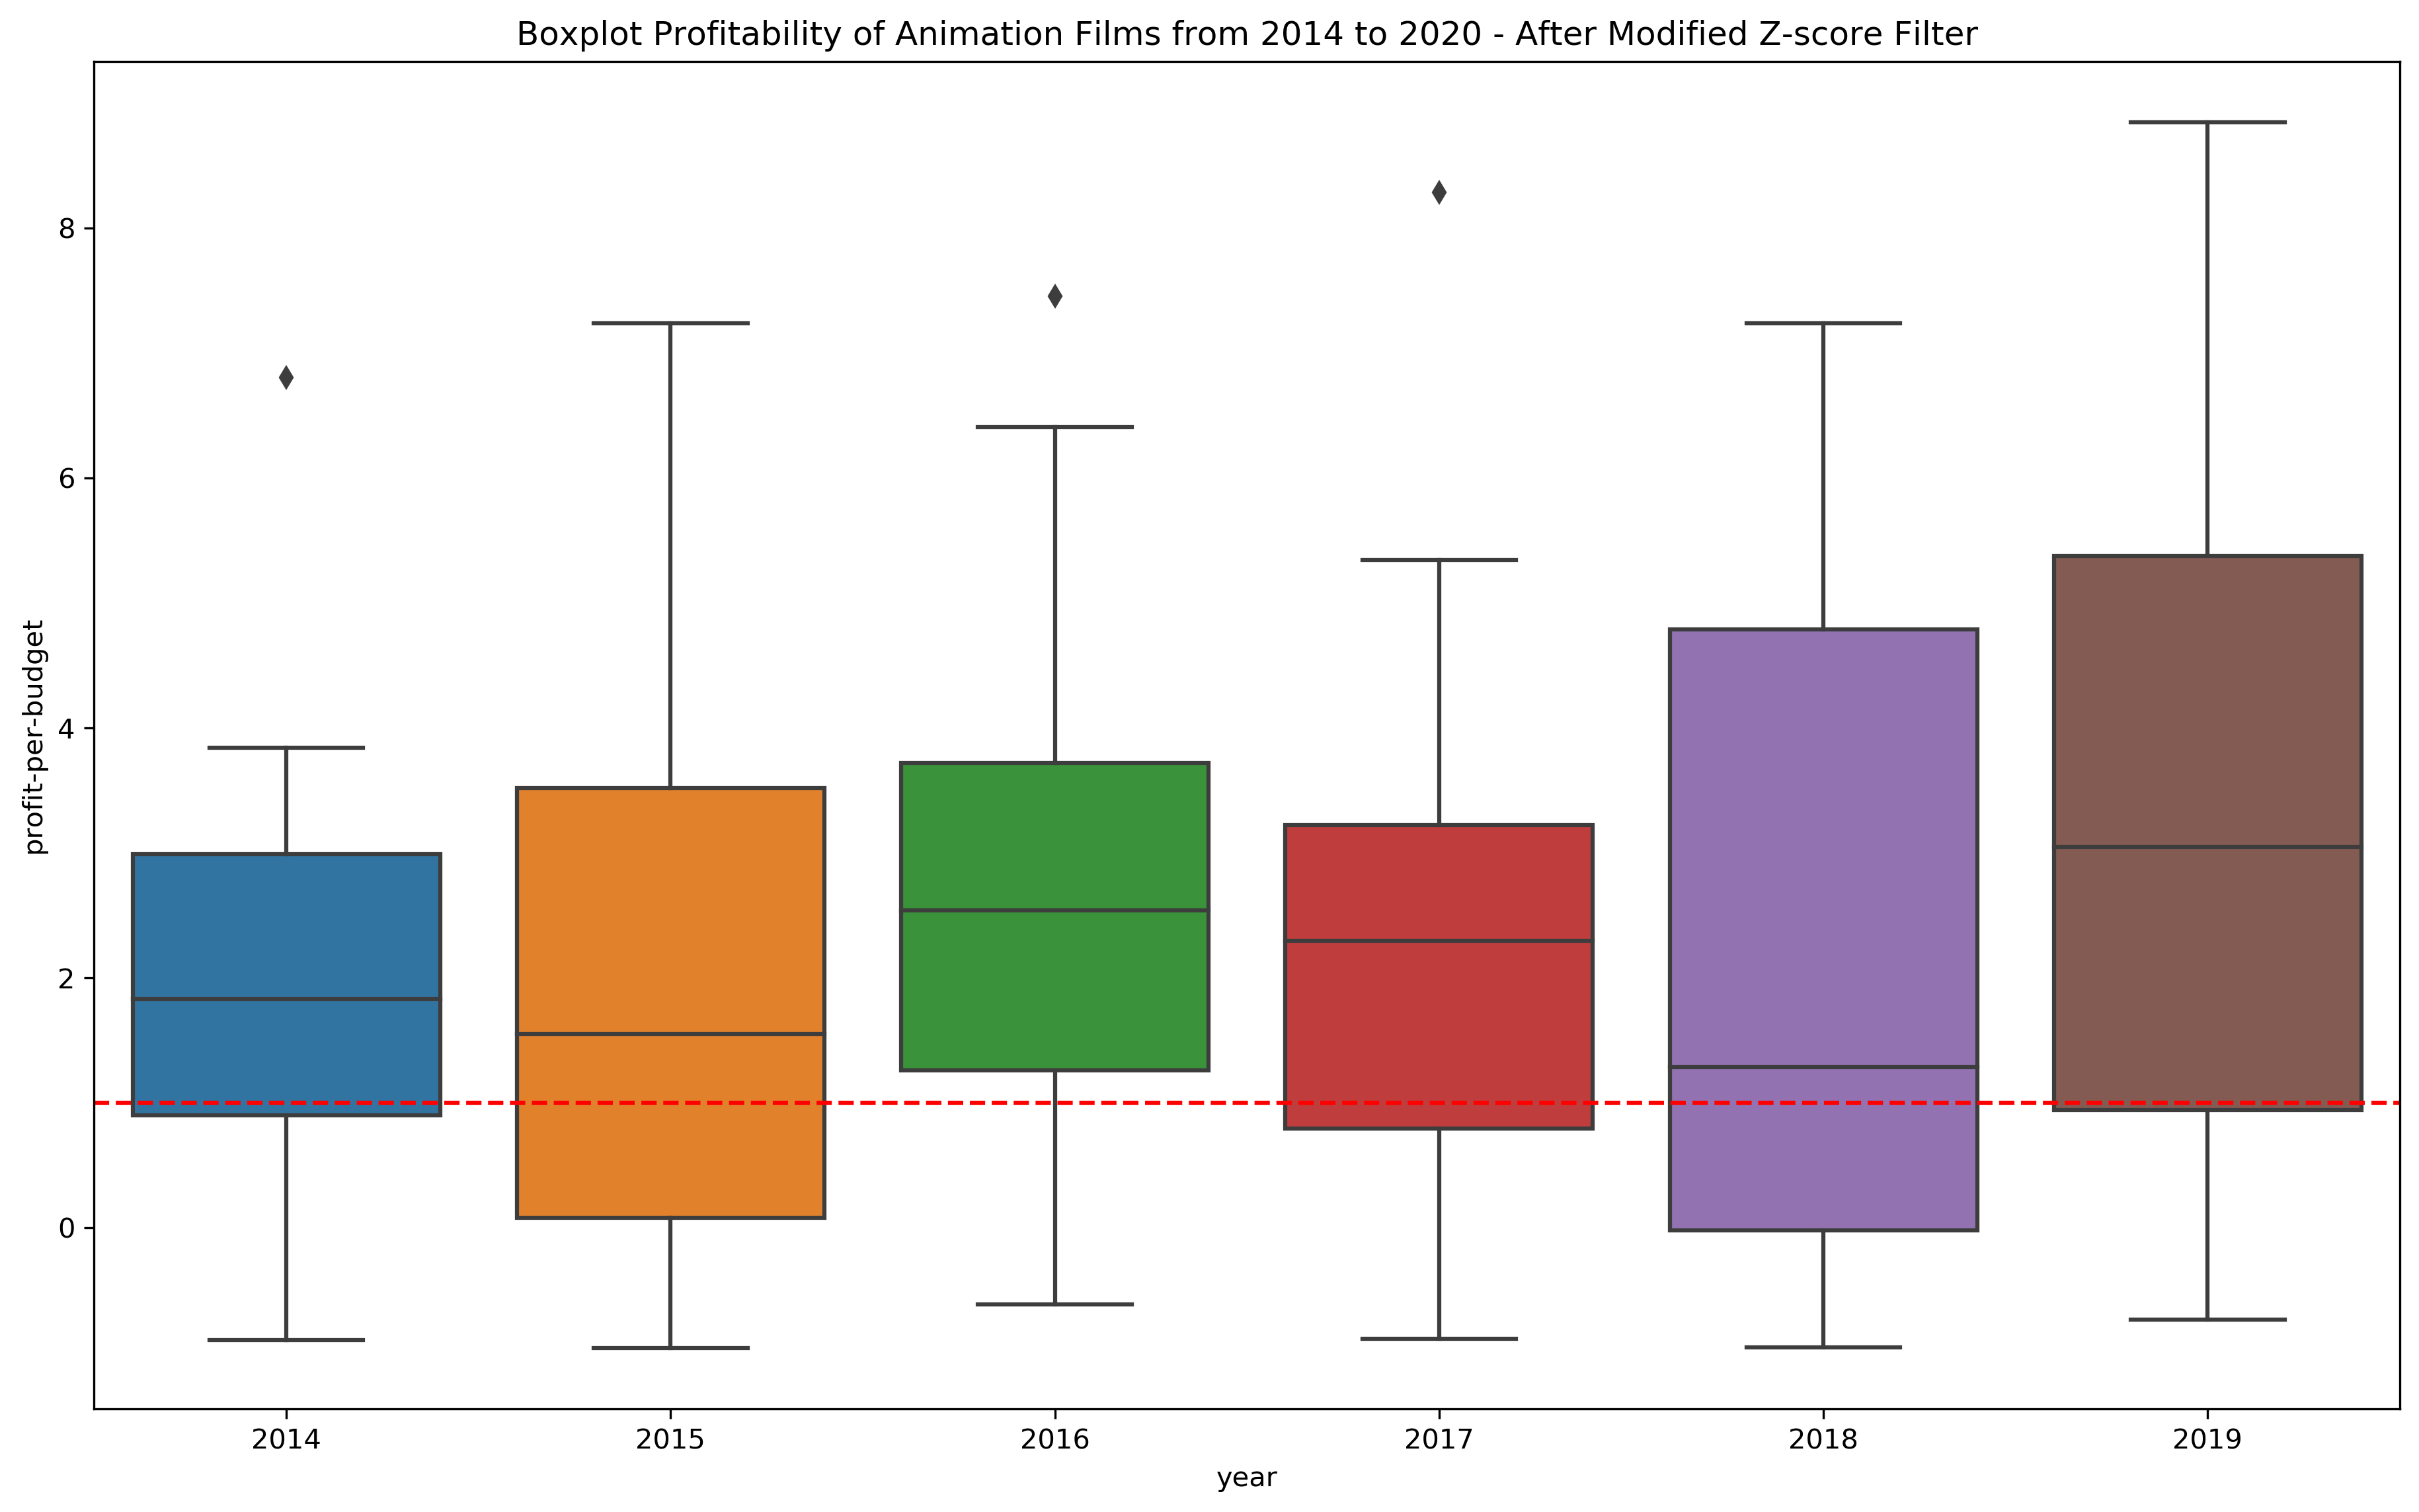 Boxplot Profitability of Animation Films from 2014 to 2020 - After Modified Z-score Filter
profit-per-budget
8
6
4
2
0
2014 2015 2016 2017 2018 2019
year